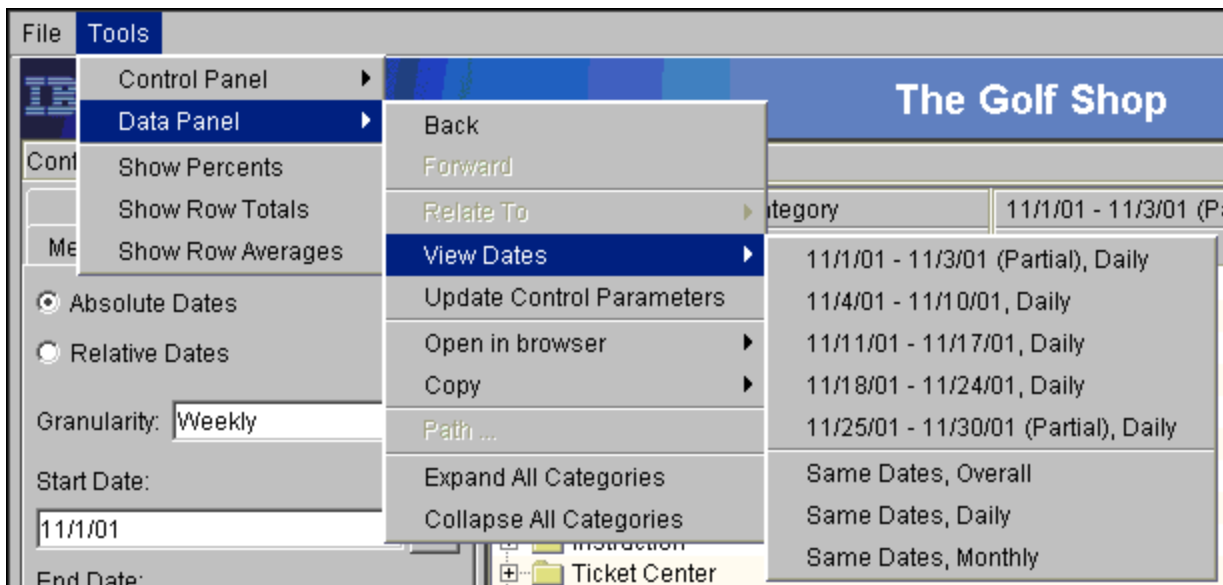 File Tools
Control Panel
Data Panel
Show Percents
Show Row Totals
Show Row Averages
The Golf Shop
Back
Forward
Relate To
View Dates
Update Control Parameters
Open in browser
Copy
Path ...
Expand All Categories
Collapse All Categories
11/1/01 - 11/3/01
11/1/01 - 11/3/01 (Partial), Daily
11/4/01 - 11/10/01, Daily
11/11/01 - 11/17/01, Daily
11/18/01 - 11/24/01, Daily
11/25/01 - 11/30/01 (Partial), Daily
Same Dates, Overall
Same Dates, Daily
Same Dates, Monthly
Absolute Dates
Relative Dates
Granularity: Weekly
Start Date:
11/1/01
End Date:
Instruction
Ticket Center